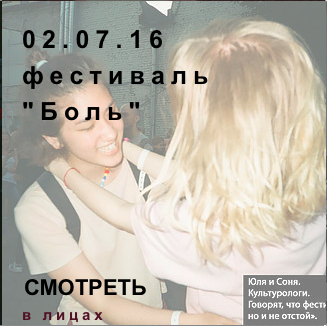 02.07.16
фестиваль
"Боль"
СМОТРЕТЬ
в лицах
Юля и Соня.
Культурологи.
Говорят, что фести
но и не отстой».